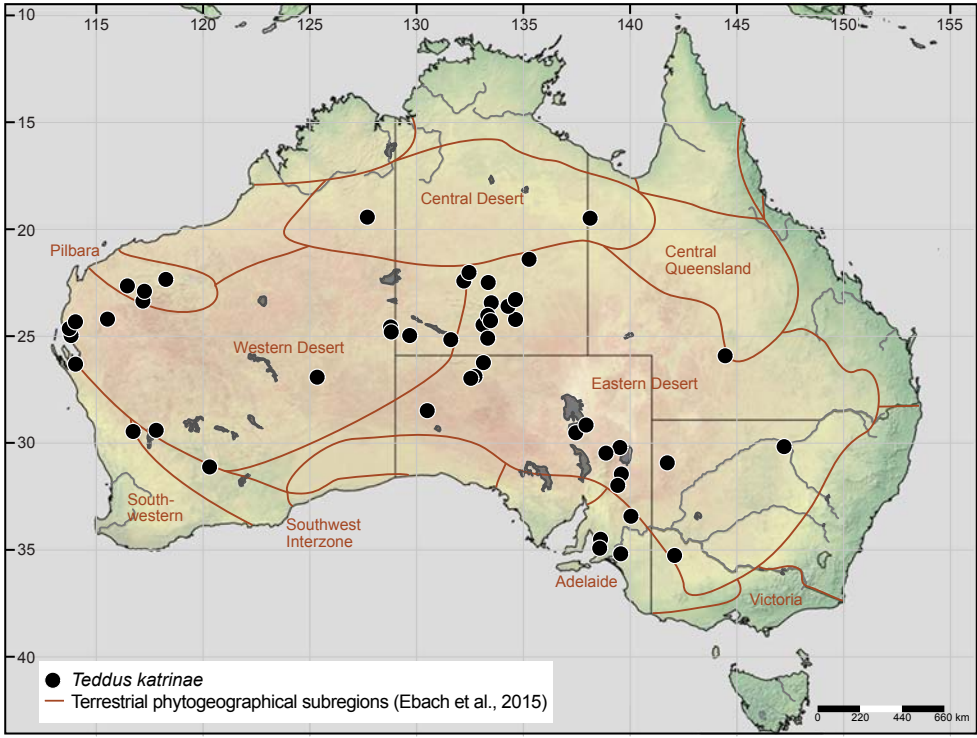 10
115
120
125
130
135
140
145
150
155
15
Central Desert
20
Pilbara
Central
Queensland
25
Western Desert
Eastern Desert
30
South-
western
Southwest
Interzone
35
Adelaide
Victoria
40
Teddus katrinae
Terrestrial phytogeographical subregions (Ebach et al., 2015)
0 220 440 660 km